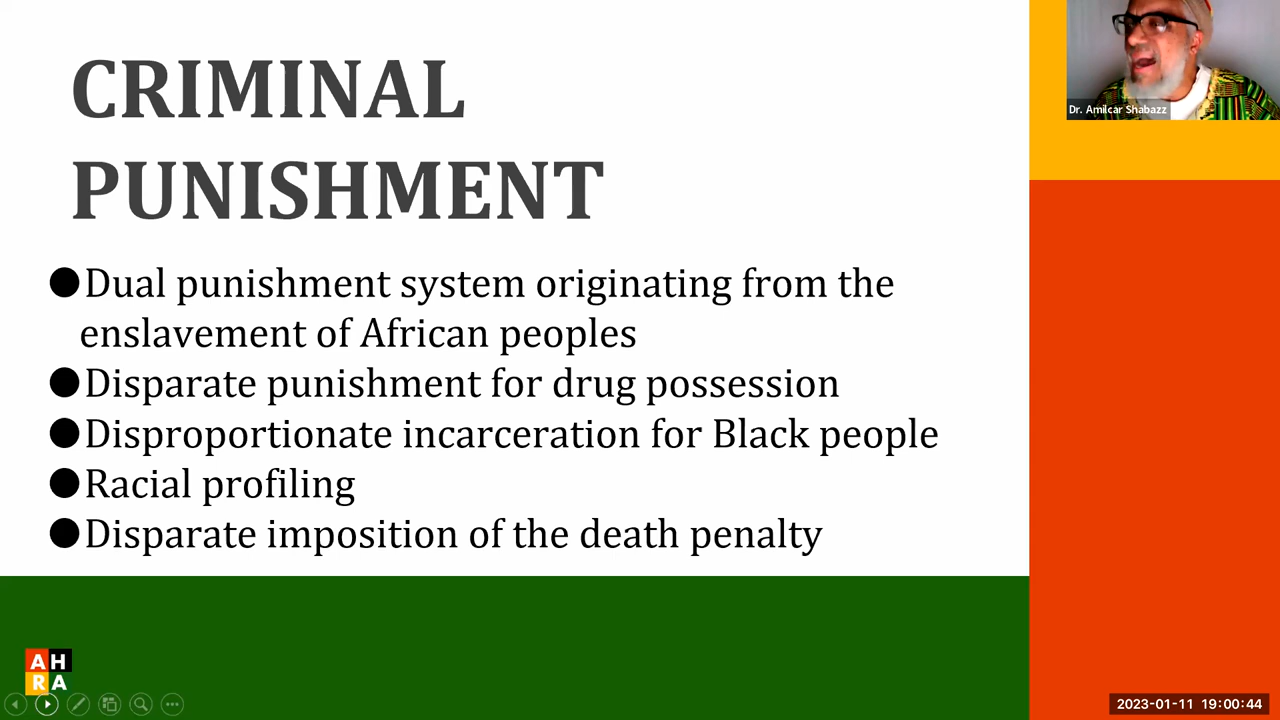 CRIMINAL
PUNISHMENT
●Dual punishment system originating from the
enslavement of African peoples
●Disparate punishment for drug possession
●Disproportionate incarceration for Black people
●Racial profiling
●Disparate imposition of the death penalty
Dr. Amilcar Shabazz
AH
RA
2023-01-11 19:00:44